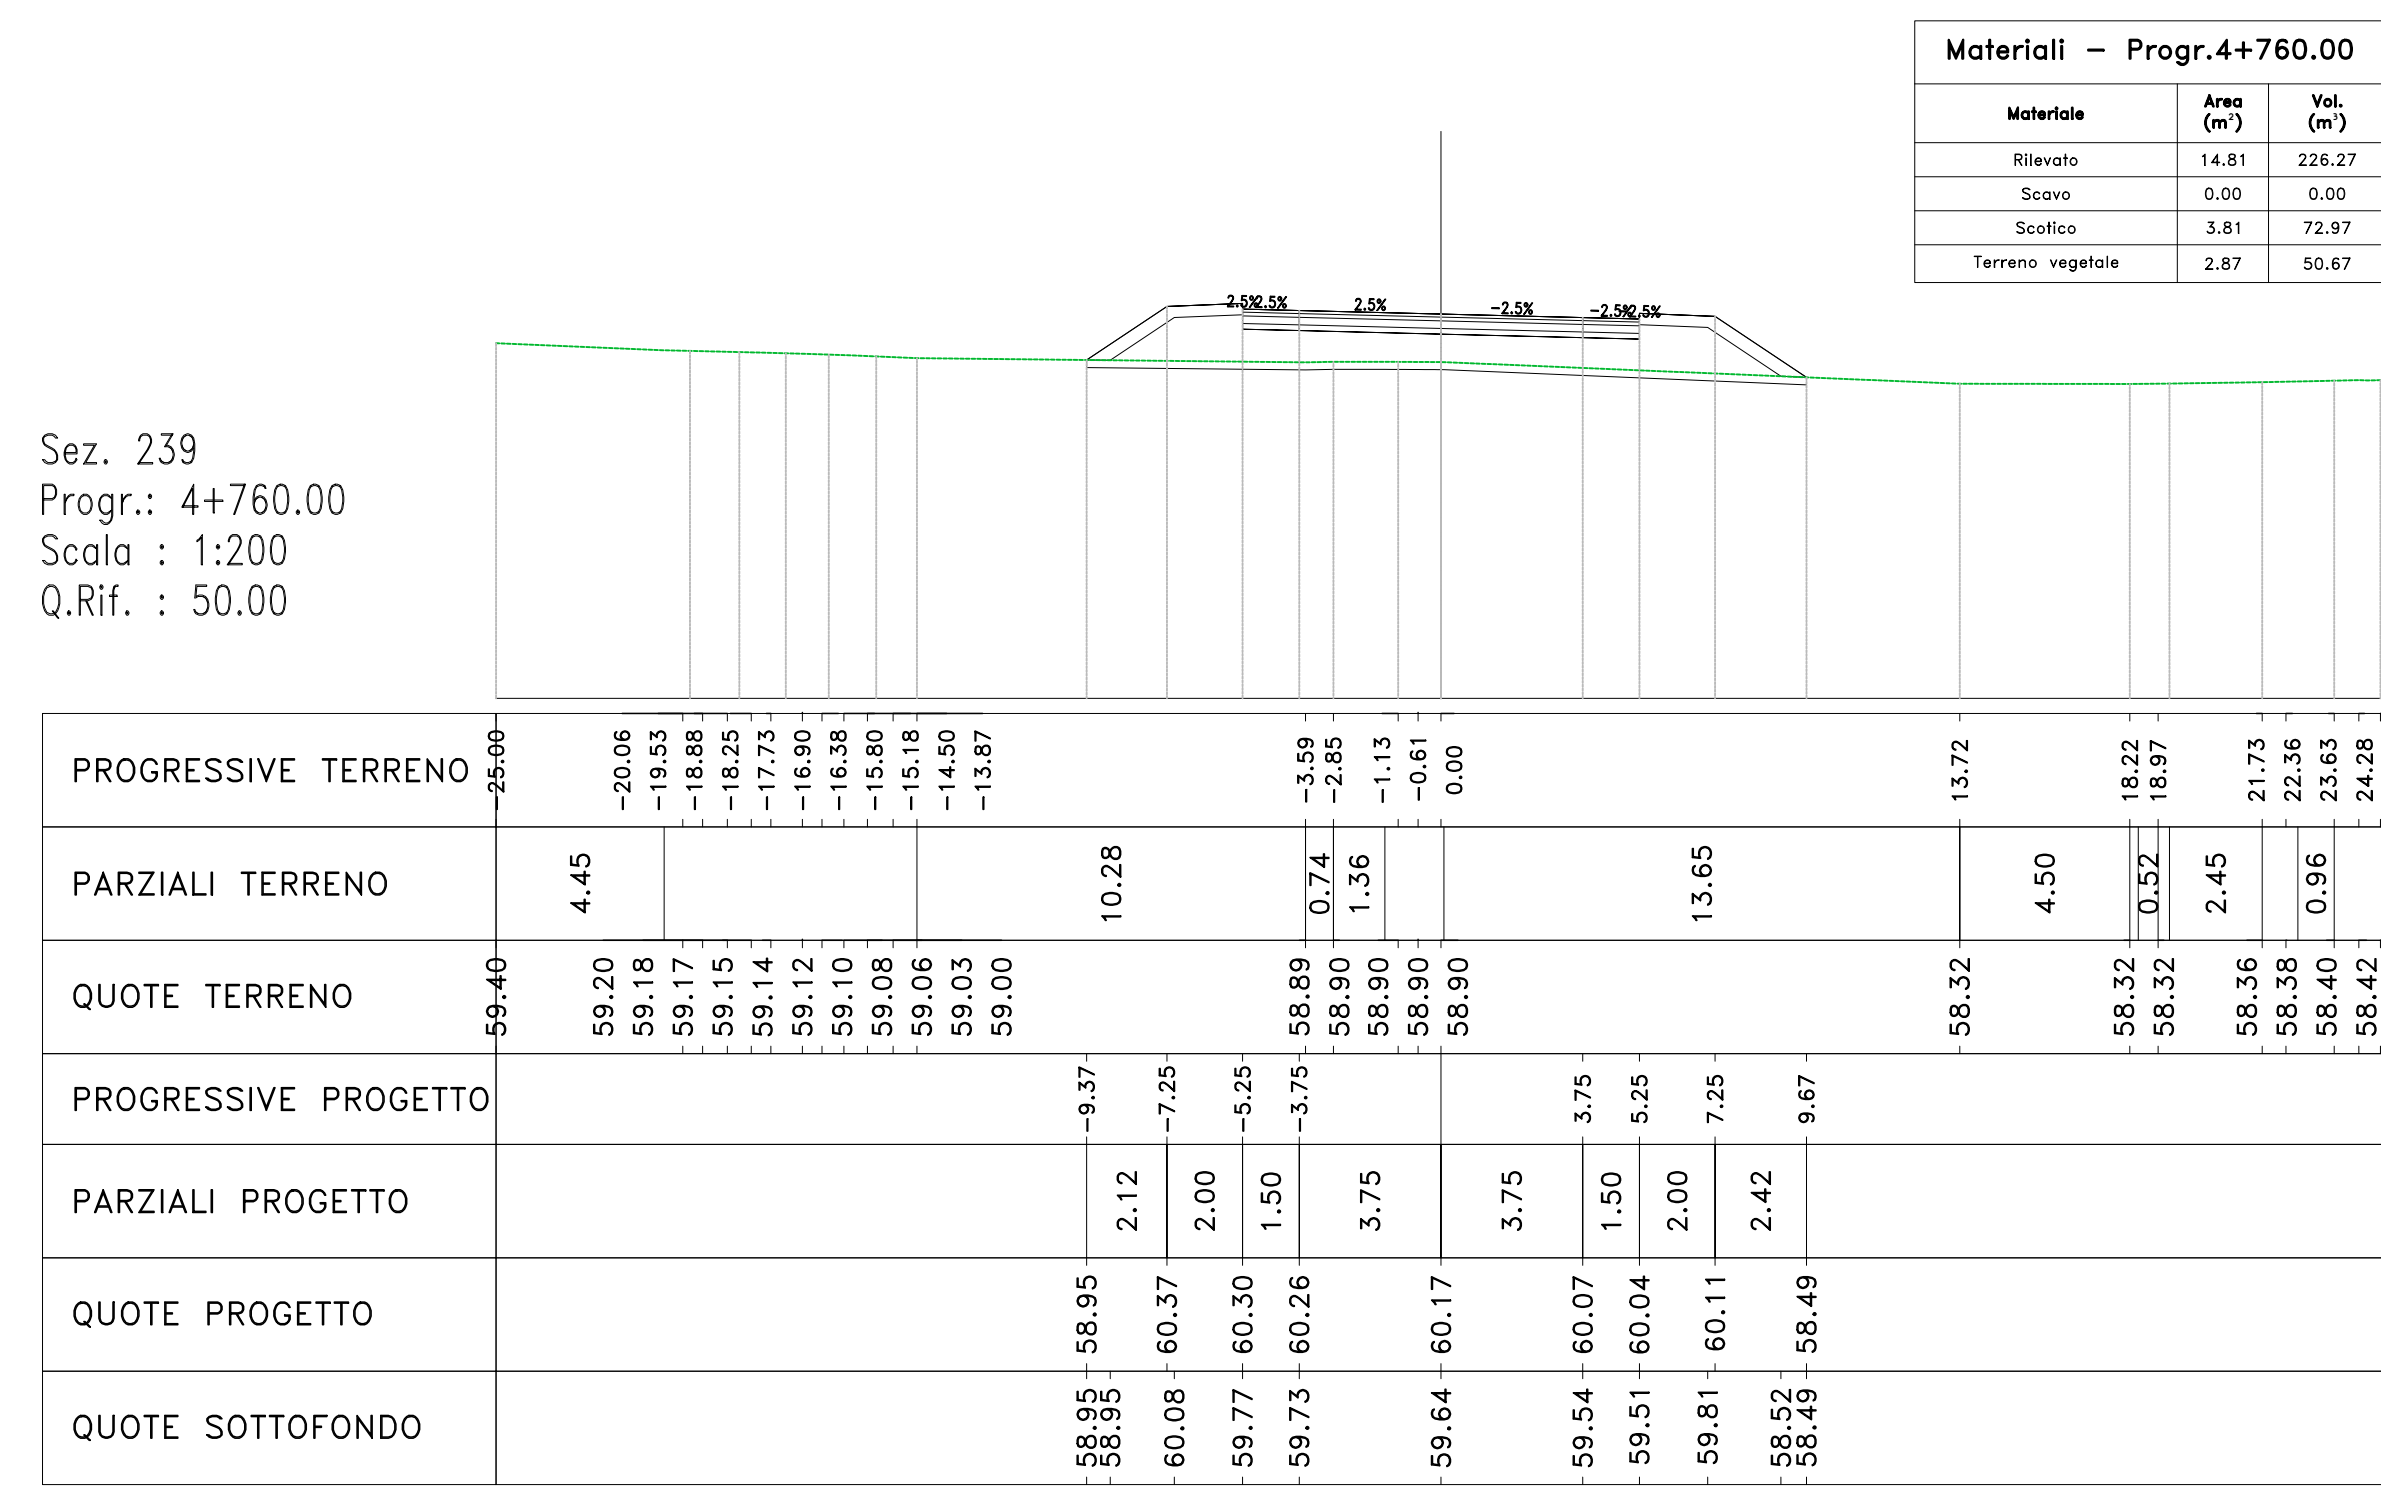 Materiali - Progr.4+760.00
Materiale Area (m²) Vol. (m³)
Rilevato 14.81 226.27
Scavo 0.00 0.00
Scotico 3.81 72.97
Terreno vegetale 2.87 50.67
2.5% 2.5% 2.5% -2.5% -2.5% 2.5%
Sez. 239
Progr.: 4+760.00
Scala : 1:200
Q.Rif. : 50.00
PROGRESSIVE TERRENO -25.00 -20.06 -19.53 -18.88 -18.25 -17.73 -16.90 -16.38 -15.80 -15.18 -14.50 -13.87 -3.59 -2.85 -1.13 -0.61 0.00 13.72 18.22 18.97 21.73 22.36 23.63 24.28
PARZIALI TERRENO 4.45 10.28 0.74 1.36 13.65 4.50 0.52 2.45 0.96
QUOTE TERRENO 59.40 59.20 59.18 59.17 59.15 59.14 59.12 59.10 59.08 59.06 59.03 59.00 58.89 58.90 58.90 58.90 58.90 58.32 58.32 58.32 58.36 58.38 58.40 58.42
PROGRESSIVE PROGETTO -9.37 -7.25 -5.25 -3.75 3.75 5.25 7.25 9.67
PARZIALI PROGETTO 2.12 2.00 1.50 3.75 3.75 1.50 2.00 2.42
QUOTE PROGETTO 58.95 60.37 60.30 60.26 60.17 60.07 60.04 60.11 58.49
QUOTE SOTTOFONDO 58.95 58.95 60.08 59.77 59.73 59.64 59.54 59.51 59.81 58.52 58.49